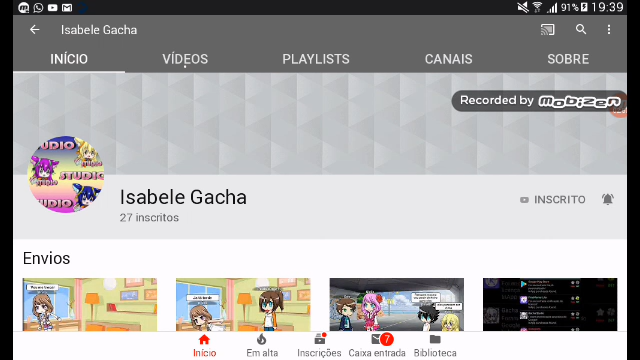 91% 19:39
Isabele Gacha
INÍCIO VÍDEOS PLAYLISTS CANAIS SOBRE
Recorded by MOBIZEN
STUDIO
Isabele Gacha
27 inscritos
INSCRITO
Envios
Início Em alta Inscrições Caixa entrada Biblioteca
7